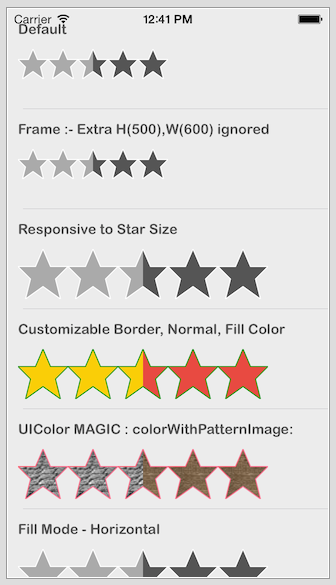 Carrier 12:41 PM
Default
Frame :- Extra H(500),W(600) ignored
Responsive to Star Size
Customizable Border, Normal, Fill Color
UIColor MAGIC : colorWithPatternImage:
Fill Mode - Horizontal